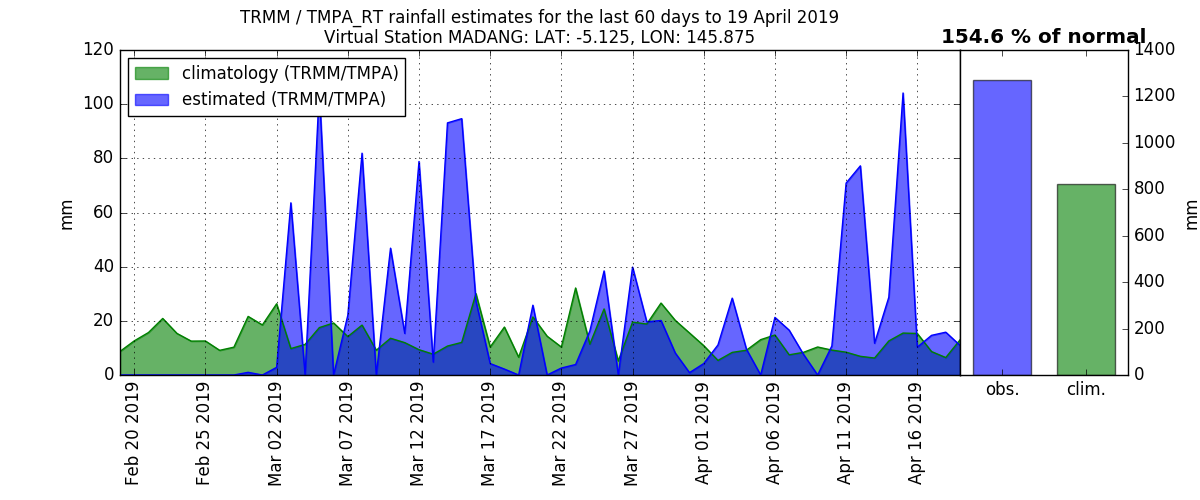 TRMM / TMPA_RT rainfall estimates for the last 60 days to 19 April 2019
Virtual Station MADANG: LAT: -5.125, LON: 145.875
154.6 % of normal
climatology (TRMM/TMPA)
estimated (TRMM/TMPA)
120
100
80
60
40
20
0
mm
1400
1200
1000
800
600
400
200
0
mm
Feb 20 2019
Feb 25 2019
Mar 02 2019
Mar 07 2019
Mar 12 2019
Mar 17 2019
Mar 22 2019
Mar 27 2019
Apr 01 2019
Apr 06 2019
Apr 11 2019
Apr 16 2019
obs.
clim.